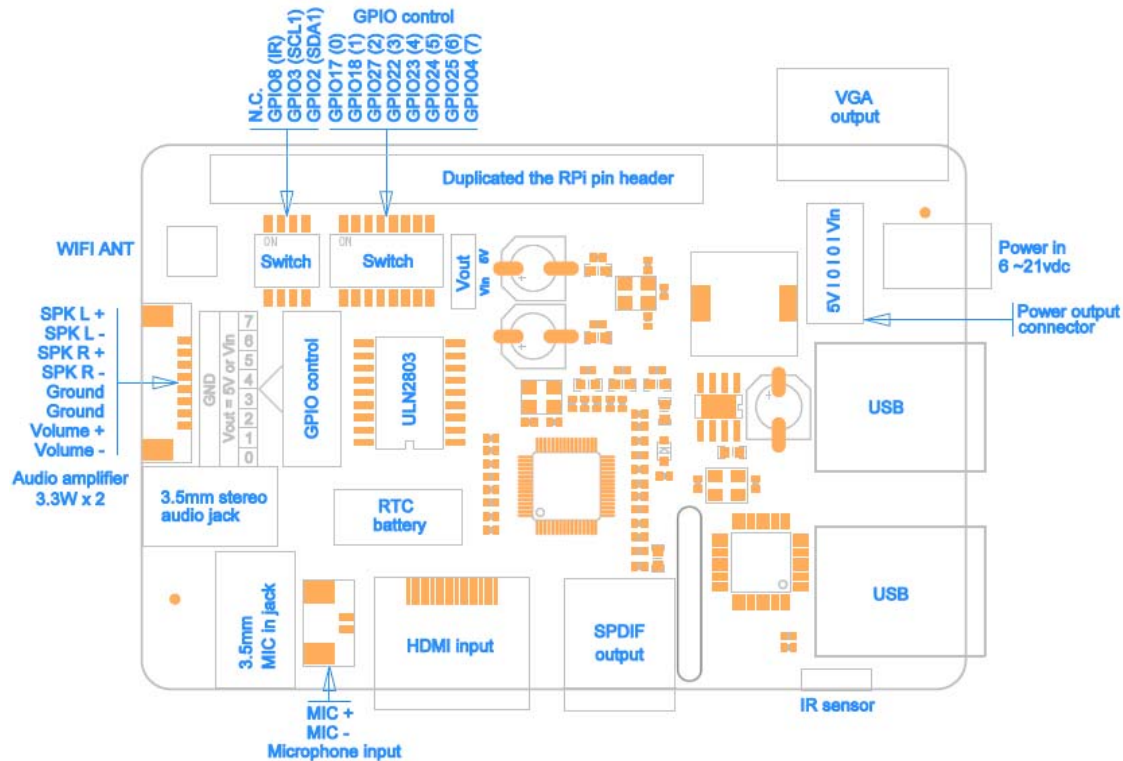 GPIO control
N.C.
GPIO8 (IR)
GPIO3 (SCL1)
GPIO2 (SDA1)
GPIO17 (0)
GPIO18 (1)
GPIO27 (2)
GPIO22 (3)
GPIO23 (4)
GPIO24 (5)
GPIO25 (6)
GPIO04 (7)
VGA
output
Duplicated the RPi pin header
WIFI ANT
ON
Switch
ON
Switch
Vout
Vin 5V
5V I 0 I 0 I Vin
Power in
6 ~21vdc
Power output
connector
SPK L +
SPK L -
SPK R +
SPK R -
Ground
Ground
Volume +
Volume -
Audio amplifier
3.3W x 2
GND
Vout = 5V or Vin
7
6
5
4
3
2
1
0
GPIO control
ULN2803
USB
3.5mm stereo
audio jack
RTC
battery
3.5mm
MIC in jack
HDMI input
SPDIF
output
USB
IR sensor
MIC +
MIC -
Microphone input